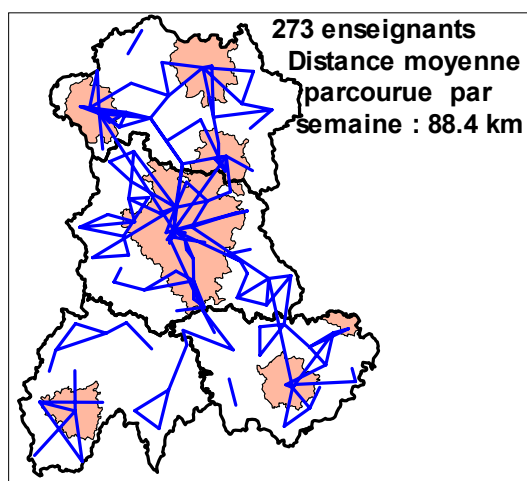 273 enseignants
Distance moyenne
parcourue par
semaine : 88.4 km